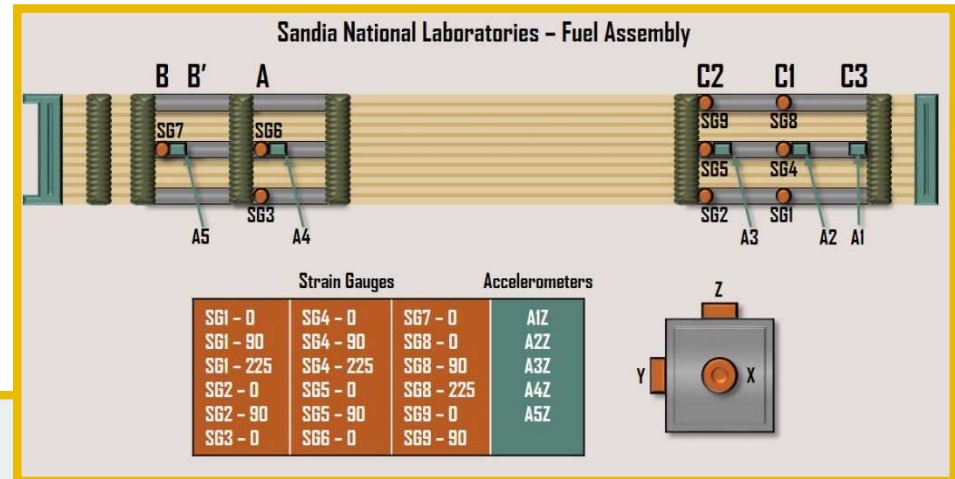 Sandia National Laboratories – Fuel Assembly
B B' A C2 C1 C3
SG9 SG8
SG7 SG6 SG5 SG4
SG3 SG2 SG1
A5 A4 A3 A2 A1
Strain Gauges Accelerometers
SG1 – 0 SG4 – 0 SG7 – 0 A1Z
SG1 – 90 SG4 – 90 SG8 – 0 A2Z
SG1 – 225 SG4 – 225 SG8 – 90 A3Z
SG2 – 0 SG5 – 0 SG8 – 225 A4Z
SG2 – 90 SG5 – 90 SG9 – 0 A5Z
SG3 – 0 SG6 – 0 SG9 – 90
Z
Y X